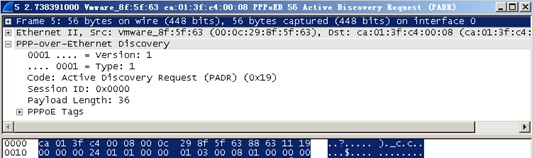 5 2.738391000 Vmware_8f:5f:63 ca:01:3f:c4:00:08 PPPoED 56 Active Discovery Request (PADR)
Frame 5: 56 bytes on wire (448 bits), 56 bytes captured (448 bits) on interface 0
Ethernet II, Src: Vmware_8f:5f:63 (00:0c:29:8f:5f:63), Dst: ca:01:3f:c4:00:08 (ca:01:3f:c4:
PPP-over-Ethernet Discovery
0001 .... = Version: 1
.... 0001 = Type: 1
Code: Active Discovery Request (PADR) (0x19)
Session ID: 0x0000
Payload Length: 36
PPPoE Tags
0000 ca 01 3f c4 00 08 00 0c 29 8f 5f 63 88 63 11 19 ..?..... )._c.c..
0010 00 00 00 24 01 01 00 00 01 03 00 08 01 00 00 00 ...$.... ........